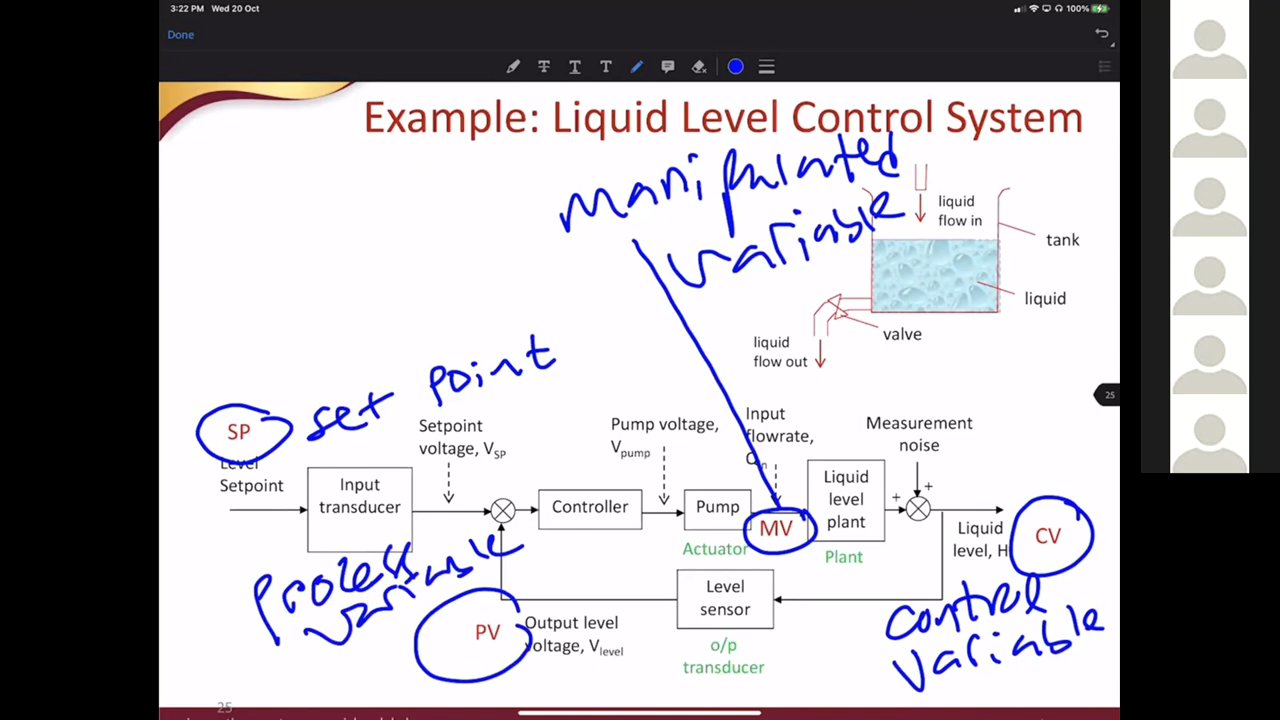 3:22 PM Wed 20 Oct
100%
Done
Example: Liquid Level Control System
manipulated
variable
liquid
flow in
tank
liquid
valve
liquid
flow out
set point
SP
Level
Setpoint
Input
transducer
Setpoint
voltage, VSP
Controller
Pump voltage,
Vpump
Pump
Actuator
Input
flowrate,
Qin
MV
Liquid
level
plant
Plant
Measurement
noise
+
+
Liquid
level, H
CV
control
variable
Process
variable
PV
Output level
voltage, Vlevel
Level
sensor
o/p
transducer
25
25